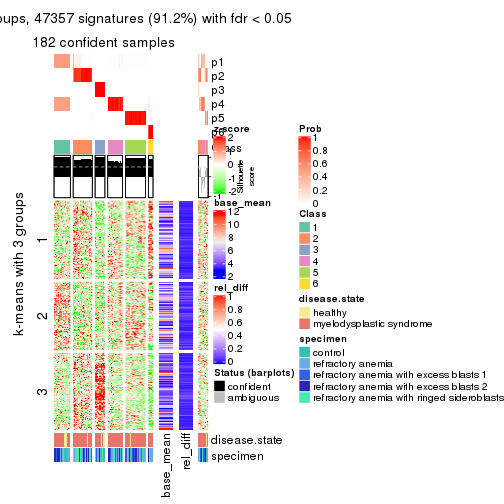 oups, 47357 signatures (91.2%) with fdr < 0.05
182 confident samples
p1
p2
p3
p4
p5
p6
Class
z-score
2
1
0
-1
-2
Silhouette
score
k-means with 3 groups
1
2
3
base_mean
12
10
8
6
4
2
rel_diff
1
0.8
0.6
0.4
0.2
0
Status (barplots)
confident
ambiguous
Prob
1
0.8
0.6
0.4
0.2
0
Class
1
2
3
4
5
6
disease.state
healthy
myelodysplastic syndrome
specimen
control
refractory anemia
refractory anemia with excess blasts 1
refractory anemia with excess blasts 2
refractory anemia with ringed sideroblasts
disease.state
specimen
base_mean
rel_diff